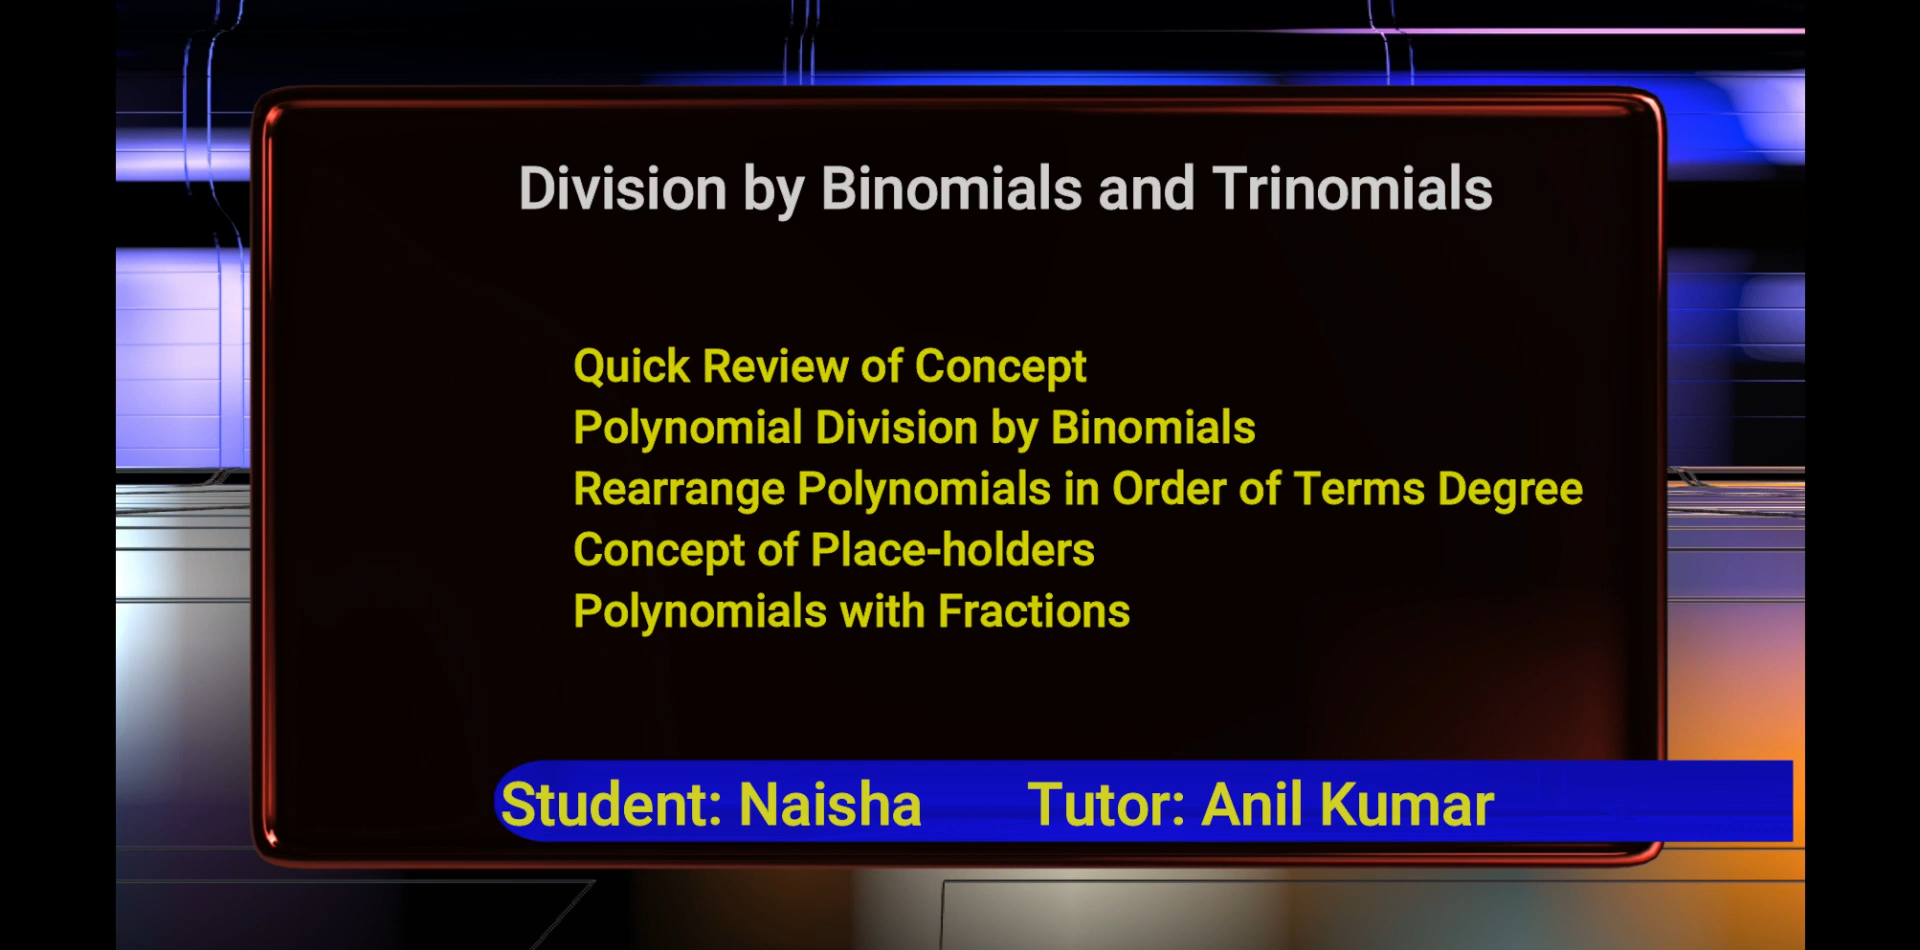 Division by Binomials and Trinomials
Quick Review of Concept
Polynomial Division by Binomials
Rearrange Polynomials in Order of Terms Degree
Concept of Place-holders
Polynomials with Fractions
Student: Naisha Tutor: Anil Kumar